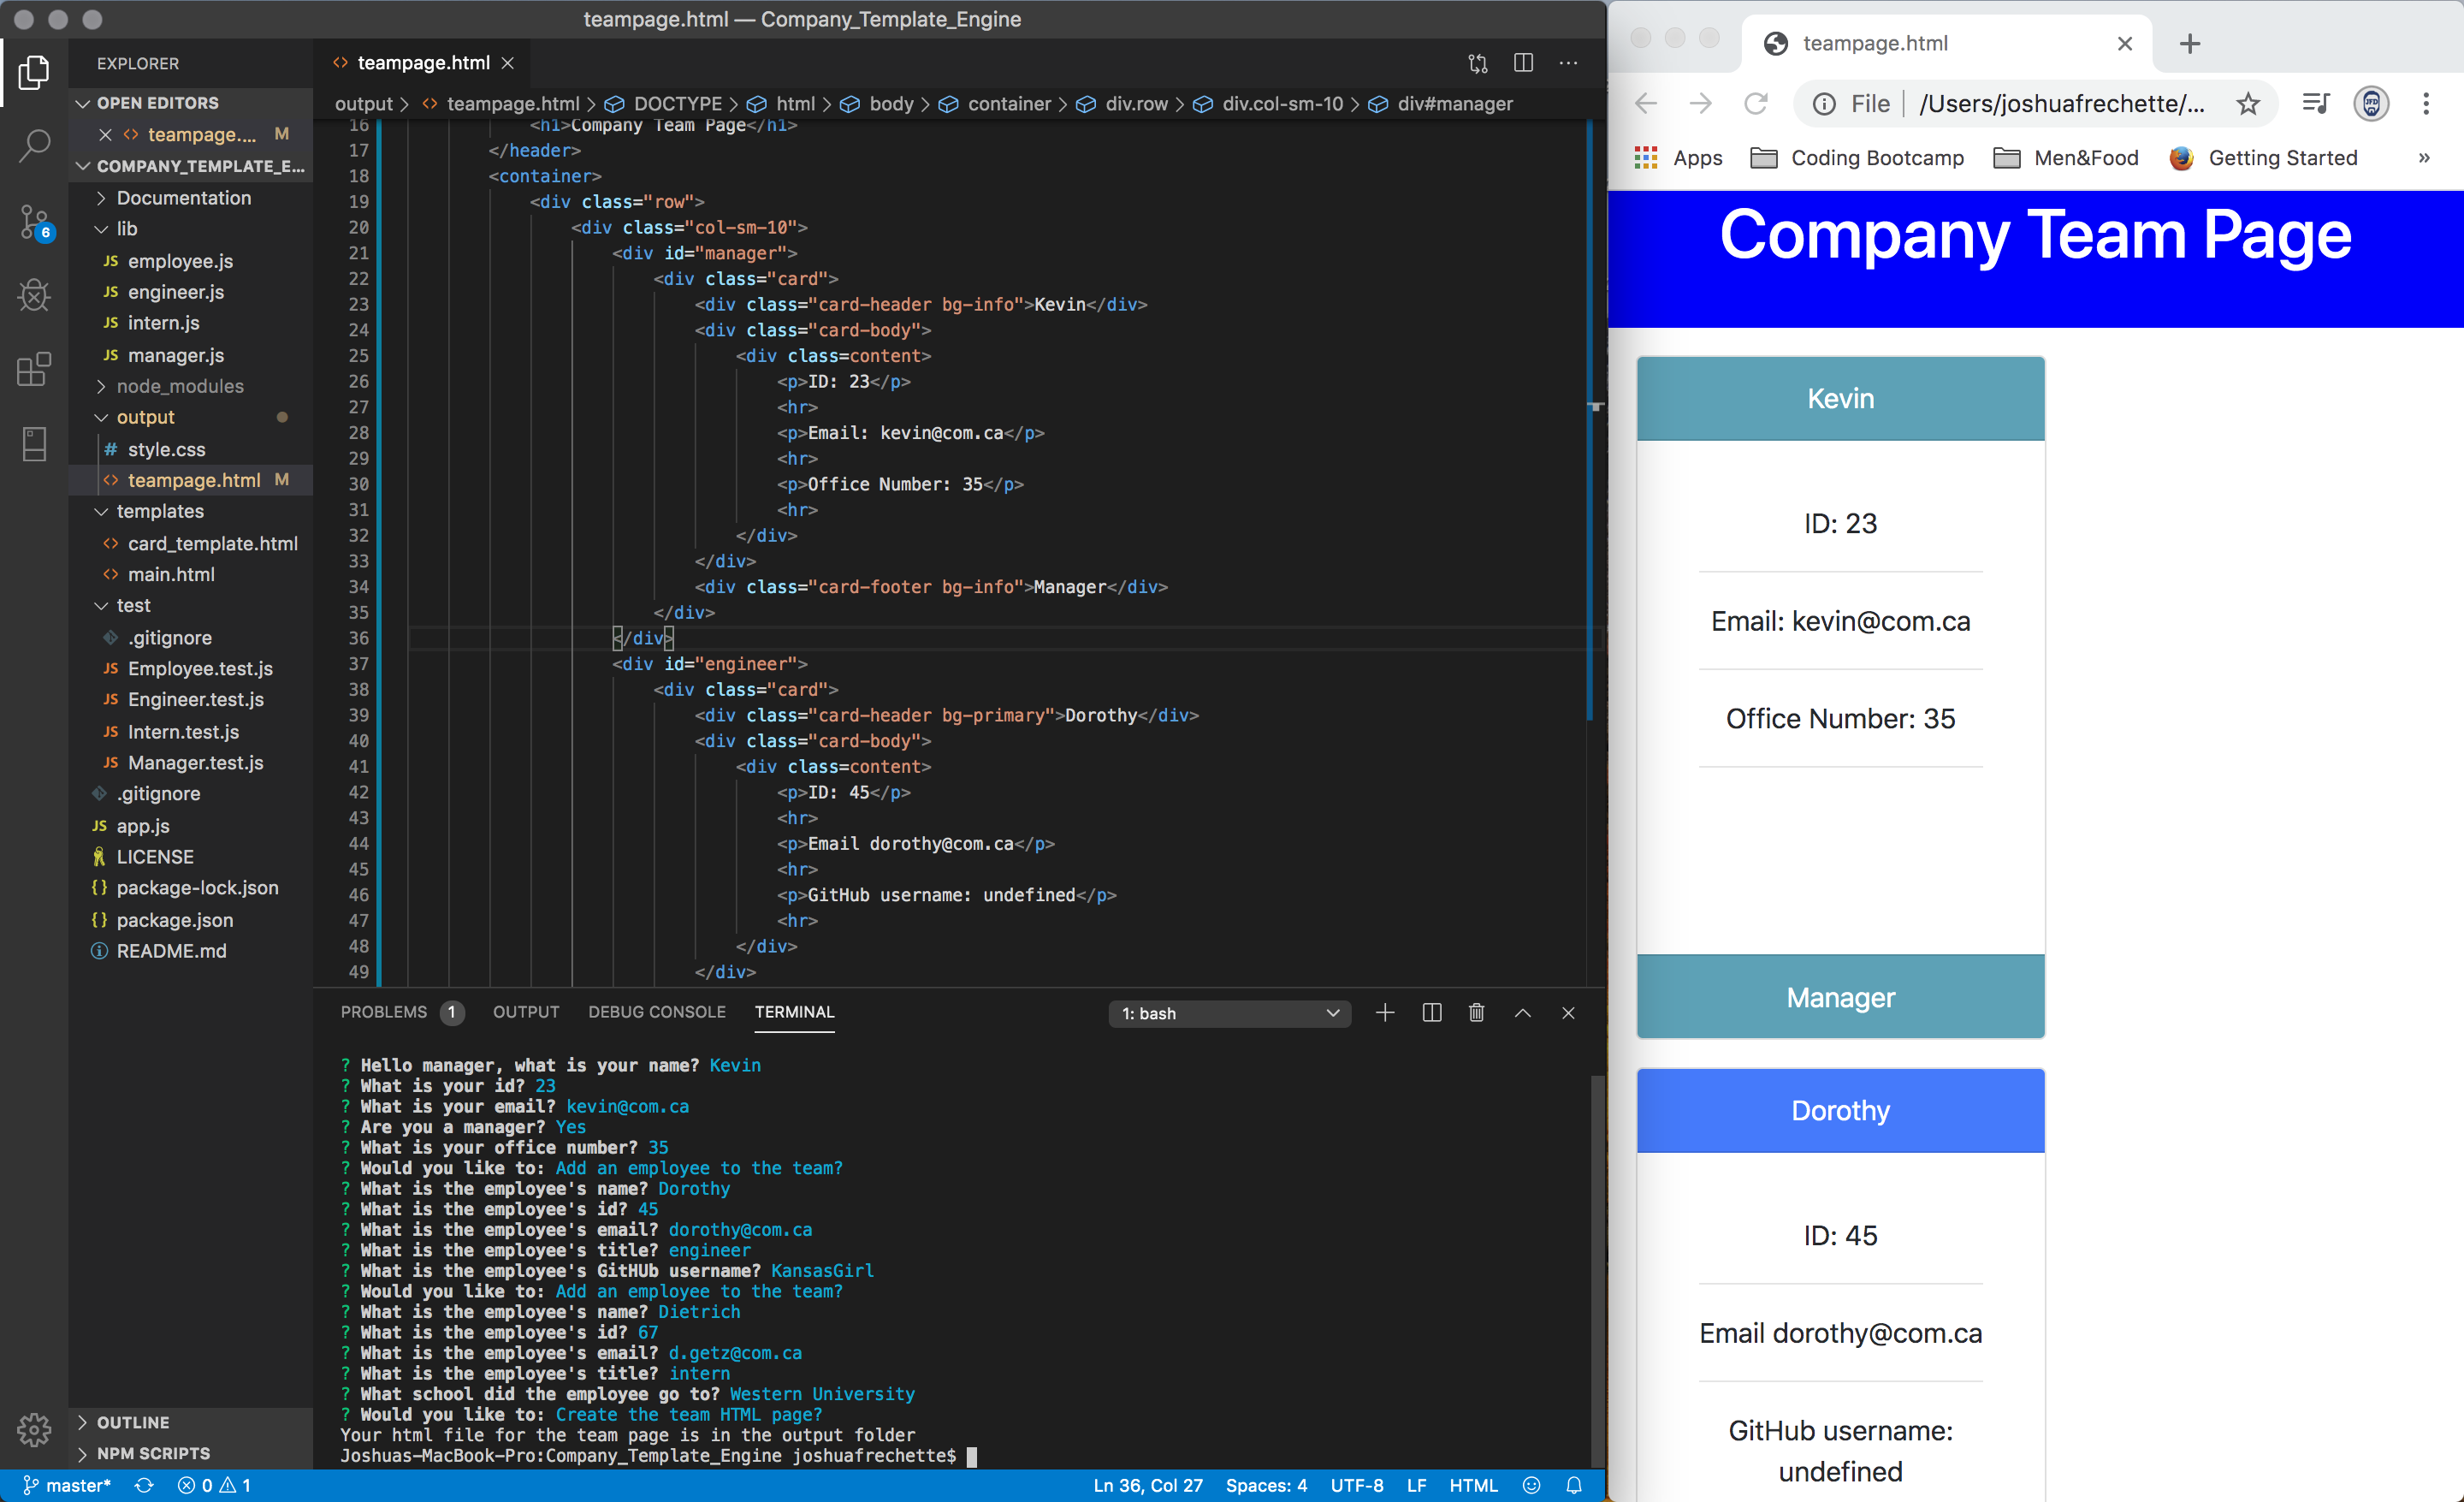 teampage.html — Company_Template_Engine
EXPLORER
OPEN EDITORS
teampage.... M
COMPANY_TEMPLATE_E...
Documentation
lib
JS employee.js
JS engineer.js
JS intern.js
JS manager.js
node_modules
output
# style.css
<> teampage.html M
templates
<> card_template.html
<> main.html
test
.gitignore
JS Employee.test.js
JS Engineer.test.js
JS Intern.test.js
JS Manager.test.js
.gitignore
JS app.js
LICENSE
{} package-lock.json
{} package.json
README.md
OUTLINE
NPM SCRIPTS
6
<> teampage.html
output > <> teampage.html > DOCTYPE > html > body > container > div.row > div.col-sm-10 > div#manager
16 <h1>Company Team Page</h1>
17 </header>
18 <container>
19 <div class="row">
20 <div class="col-sm-10">
21 <div id="manager">
22 <div class="card">
23 <div class="card-header bg-info">Kevin</div>
24 <div class="card-body">
25 <div class=content>
26 <p>ID: 23</p>
27 <hr>
28 <p>Email: kevin@com.ca</p>
29 <hr>
30 <p>Office Number: 35</p>
31 <hr>
32 </div>
33 </div>
34 <div class="card-footer bg-info">Manager</div>
35 </div>
36 </div>
37 <div id="engineer">
38 <div class="card">
39 <div class="card-header bg-primary">Dorothy</div>
40 <div class="card-body">
41 <div class=content>
42 <p>ID: 45</p>
43 <hr>
44 <p>Email dorothy@com.ca</p>
45 <hr>
46 <p>GitHub username: undefined</p>
47 <hr>
48 </div>
49 </div>
PROBLEMS 1 OUTPUT DEBUG CONSOLE TERMINAL 1: bash
? Hello manager, what is your name? Kevin
? What is your id? 23
? What is your email? kevin@com.ca
? Are you a manager? Yes
? What is your office number? 35
? Would you like to: Add an employee to the team?
? What is the employee's name? Dorothy
? What is the employee's id? 45
? What is the employee's email? dorothy@com.ca
? What is the employee's title? engineer
? What is the employee's GitHUb username? KansasGirl
? Would you like to: Add an employee to the team?
? What is the employee's name? Dietrich
? What is the employee's id? 67
? What is the employee's email? d.getz@com.ca
? What is the employee's title? intern
? What school did the employee go to? Western University
? Would you like to: Create the team HTML page?
Your html file for the team page is in the output folder
Joshuas-MacBook-Pro:Company_Template_Engine joshuafrechette$
master* 0 1 Ln 36, Col 27 Spaces: 4 UTF-8 LF HTML
teampage.html
File /Users/joshuafrechette/... JFD
Apps Coding Bootcamp Men&Food Getting Started »
Company Team Page
Kevin
ID: 23
Email: kevin@com.ca
Office Number: 35
Manager
Dorothy
ID: 45
Email dorothy@com.ca
GitHub username:
undefined